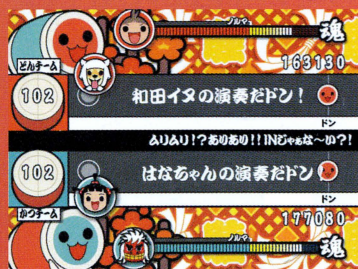 ノルマ
魂
163130
どんチーム
102
和田イヌの演奏だドン!
ドン
ムリムリ!?ありあり!!INじゃぁな〜い?!
102
はなちゃんの演奏だドン
ドン
かつチーム
177080
ノルマ
魂